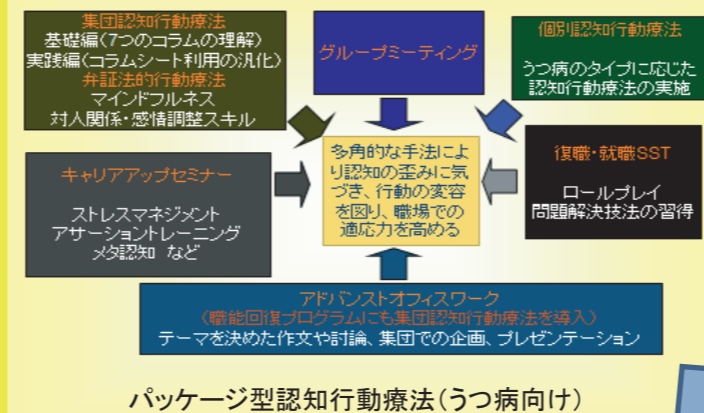 集団認知行動療法
基礎編(7つのコラムの理解)
実践編(コラムシート利用の汎化)
弁証法的行動療法
マインドフルネス
対人関係・感情調整スキル
グループミーティング
個別認知行動療法
うつ病のタイプに応じた
認知行動療法の実施
キャリアアップセミナー
ストレスマネジメント
アサーショントレーニング
メタ認知 など
多角的な手法によ
り認知の歪みに気
づき、行動の変容
を図り、職場での
適応力を高める
復職・就職SST
ロールプレイ
問題解決技法の習得
アドバンストオフィスワーク
(職能回復プログラムにも集団認知行動療法を導入)
テーマを決めた作文や討論、集団での企画、プレゼンテーション
パッケージ型認知行動療法(うつ病向け)